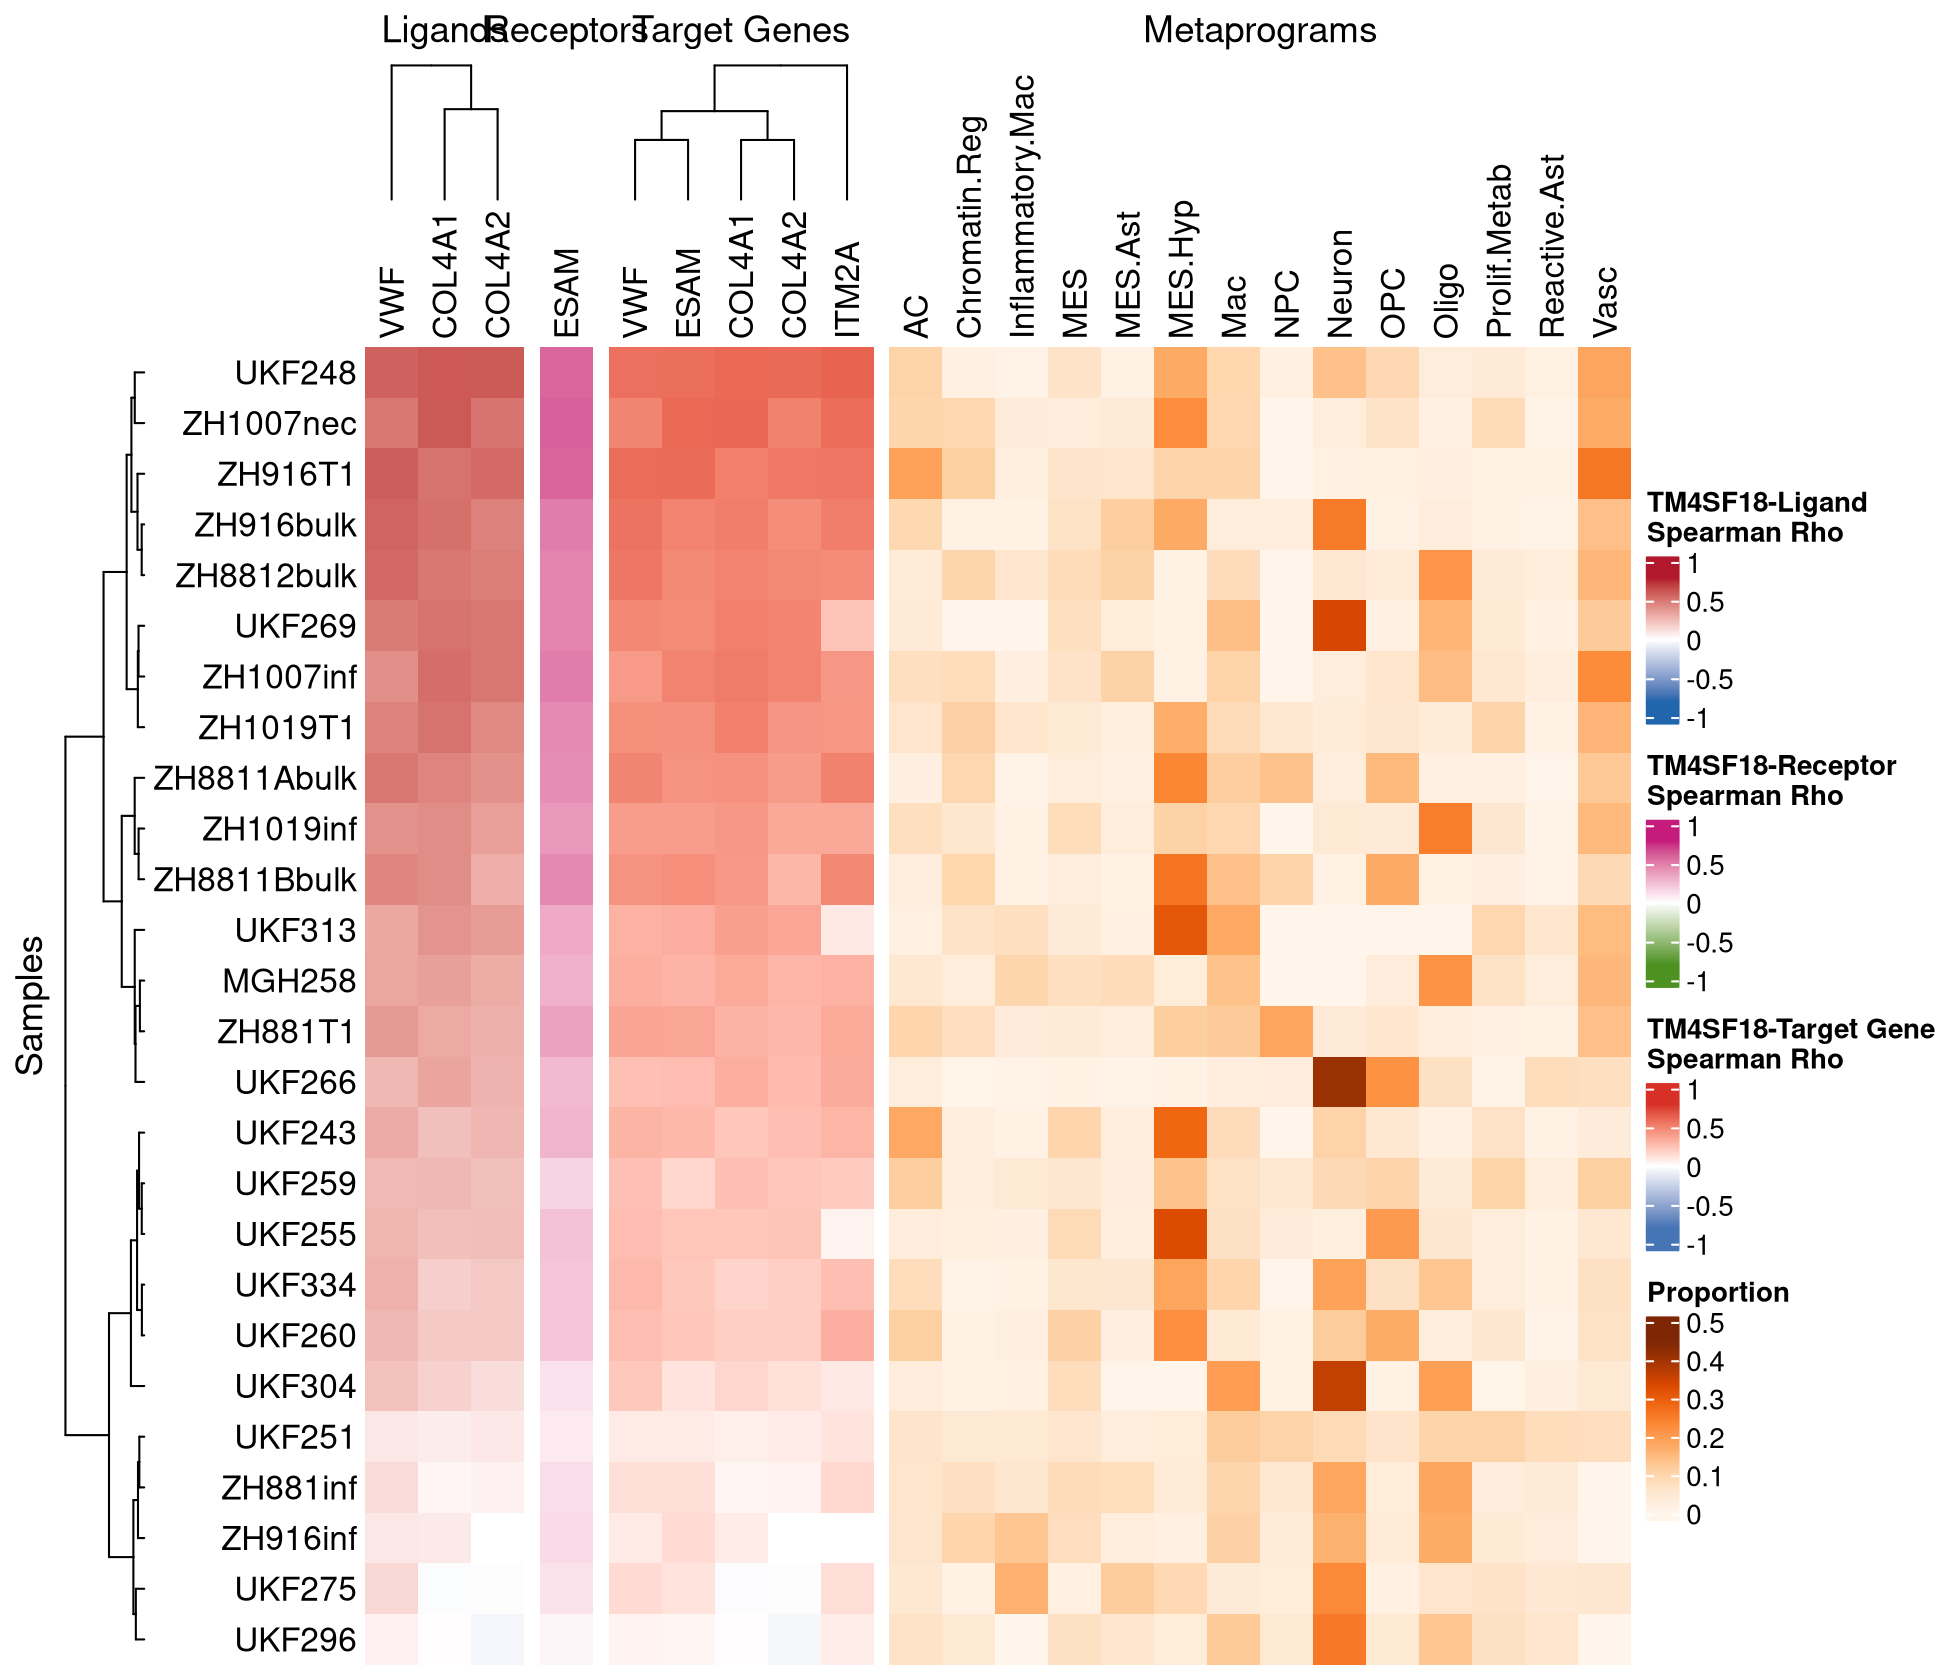 Ligands Receptors Target Genes Metaprograms
VWF COL4A1 COL4A2 ESAM VWF ESAM COL4A1 COL4A2 ITM2A AC Chromatin.Reg Inflammatory.Mac MES MES.Ast MES.Hyp Mac NPC Neuron OPC Oligo Prolif.Metab Reactive.Ast Vasc
Samples
UKF248
ZH1007nec
ZH916T1
ZH916bulk
ZH8812bulk
UKF269
ZH1007inf
ZH1019T1
ZH8811Abulk
ZH1019inf
ZH8811Bbulk
UKF313
MGH258
ZH881T1
UKF266
UKF243
UKF259
UKF255
UKF334
UKF260
UKF304
UKF251
ZH881inf
ZH916inf
UKF275
UKF296
TM4SF18-Ligand
Spearman Rho
1
0.5
0
-0.5
-1
TM4SF18-Receptor
Spearman Rho
1
0.5
0
-0.5
-1
TM4SF18-Target Gene
Spearman Rho
1
0.5
0
-0.5
-1
Proportion
0.5
0.4
0.3
0.2
0.1
0